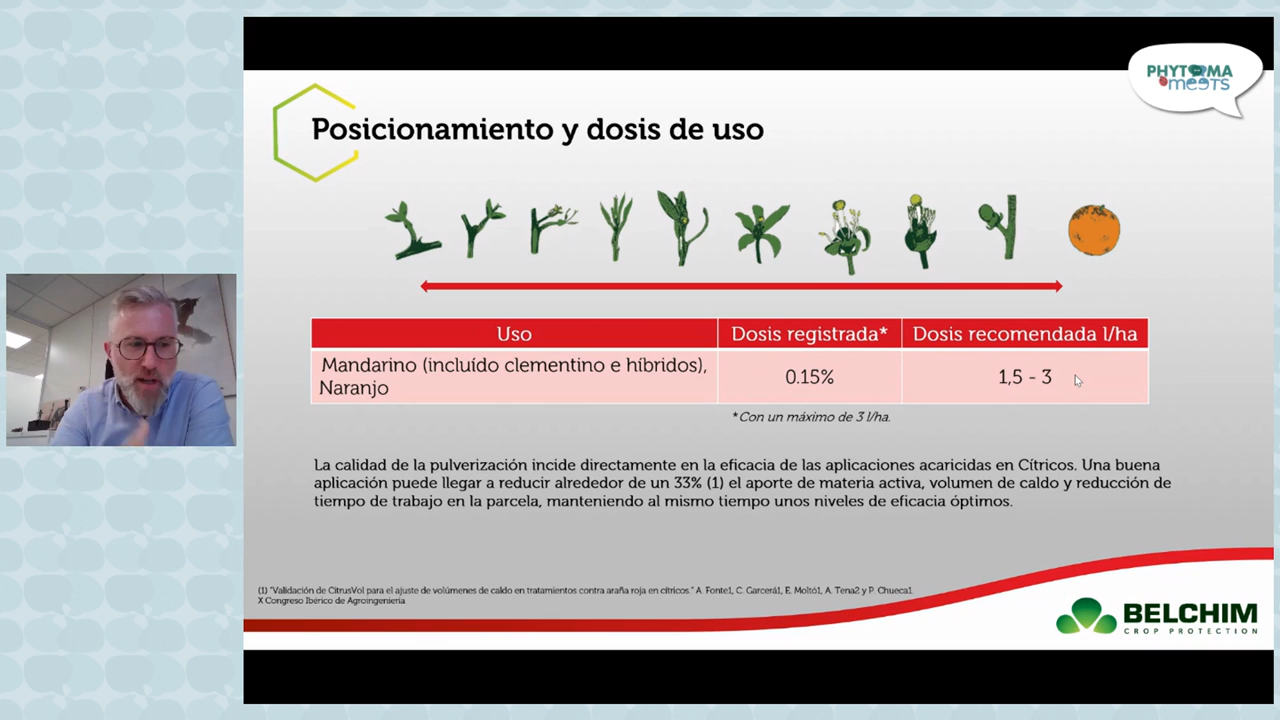 PHYTOMA
meets
Posicionamiento y dosis de uso
Uso
Dosis registrada*
Dosis recomendada l/ha
Mandarino (incluído clementino e híbridos),
Naranjo
0.15%
1,5 - 3
*Con un máximo de 3 l/ha.
La calidad de la pulverización incide directamente en la eficacia de las aplicaciones acaricidas en Cítricos. Una buena
aplicación puede llegar a reducir alrededor de un 33% (1) el aporte de materia activa, volumen de caldo y reducción de
tiempo de trabajo en la parcela, manteniendo al mismo tiempo unos niveles de eficacia óptimos.
(1) "Validación de CitrusVol para el ajuste de volúmenes de caldo en tratamientos contra araña roja en cítricos." A. Fonte1, C. Garcerá1, E. Moltó1, A. Tena2 y P. Chueca1.
X Congreso Ibérico de Agroingeniería
BELCHIM
CROP PROTECTION